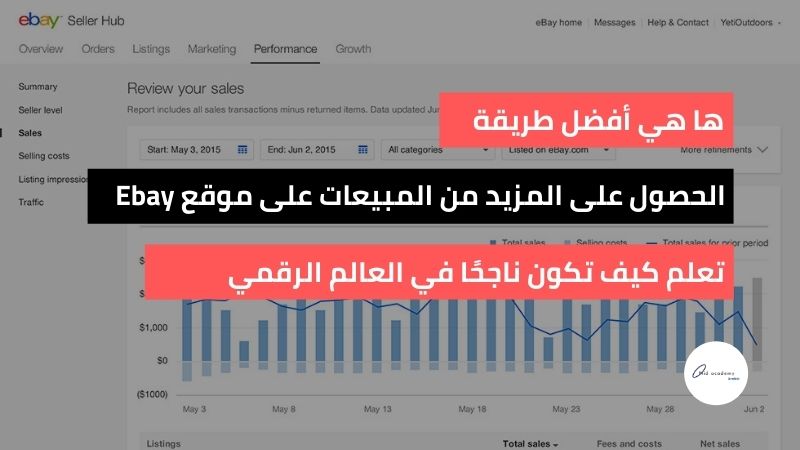 ebay Seller Hub
eBay home | Messages | Help & Contact | YetiOutdoors
Overview Orders Listings Marketing Performance Growth
Summary
Seller level
Sales
Selling costs
Listing impressio
Traffic
Review your sales
Report includes all sales transactions minus returned items. Data updated Jun
Start: May 3, 2015
End: Jun 2, 2015
All categories
Listed on eBay.com
More refinements
ها هي أفضل طريقة
الحصول على المزيد من المبيعات على موقع Ebay
Total sales Selling costs Total sales for prior period
تعلم كيف تكون ناجحًا في العالم الرقمي
$1,000
$0
($1000)
May 3 May 8 May 13 May 18 May 23 May 28 Jun 2
academy
Listings Total sales Fees and costs Net sales